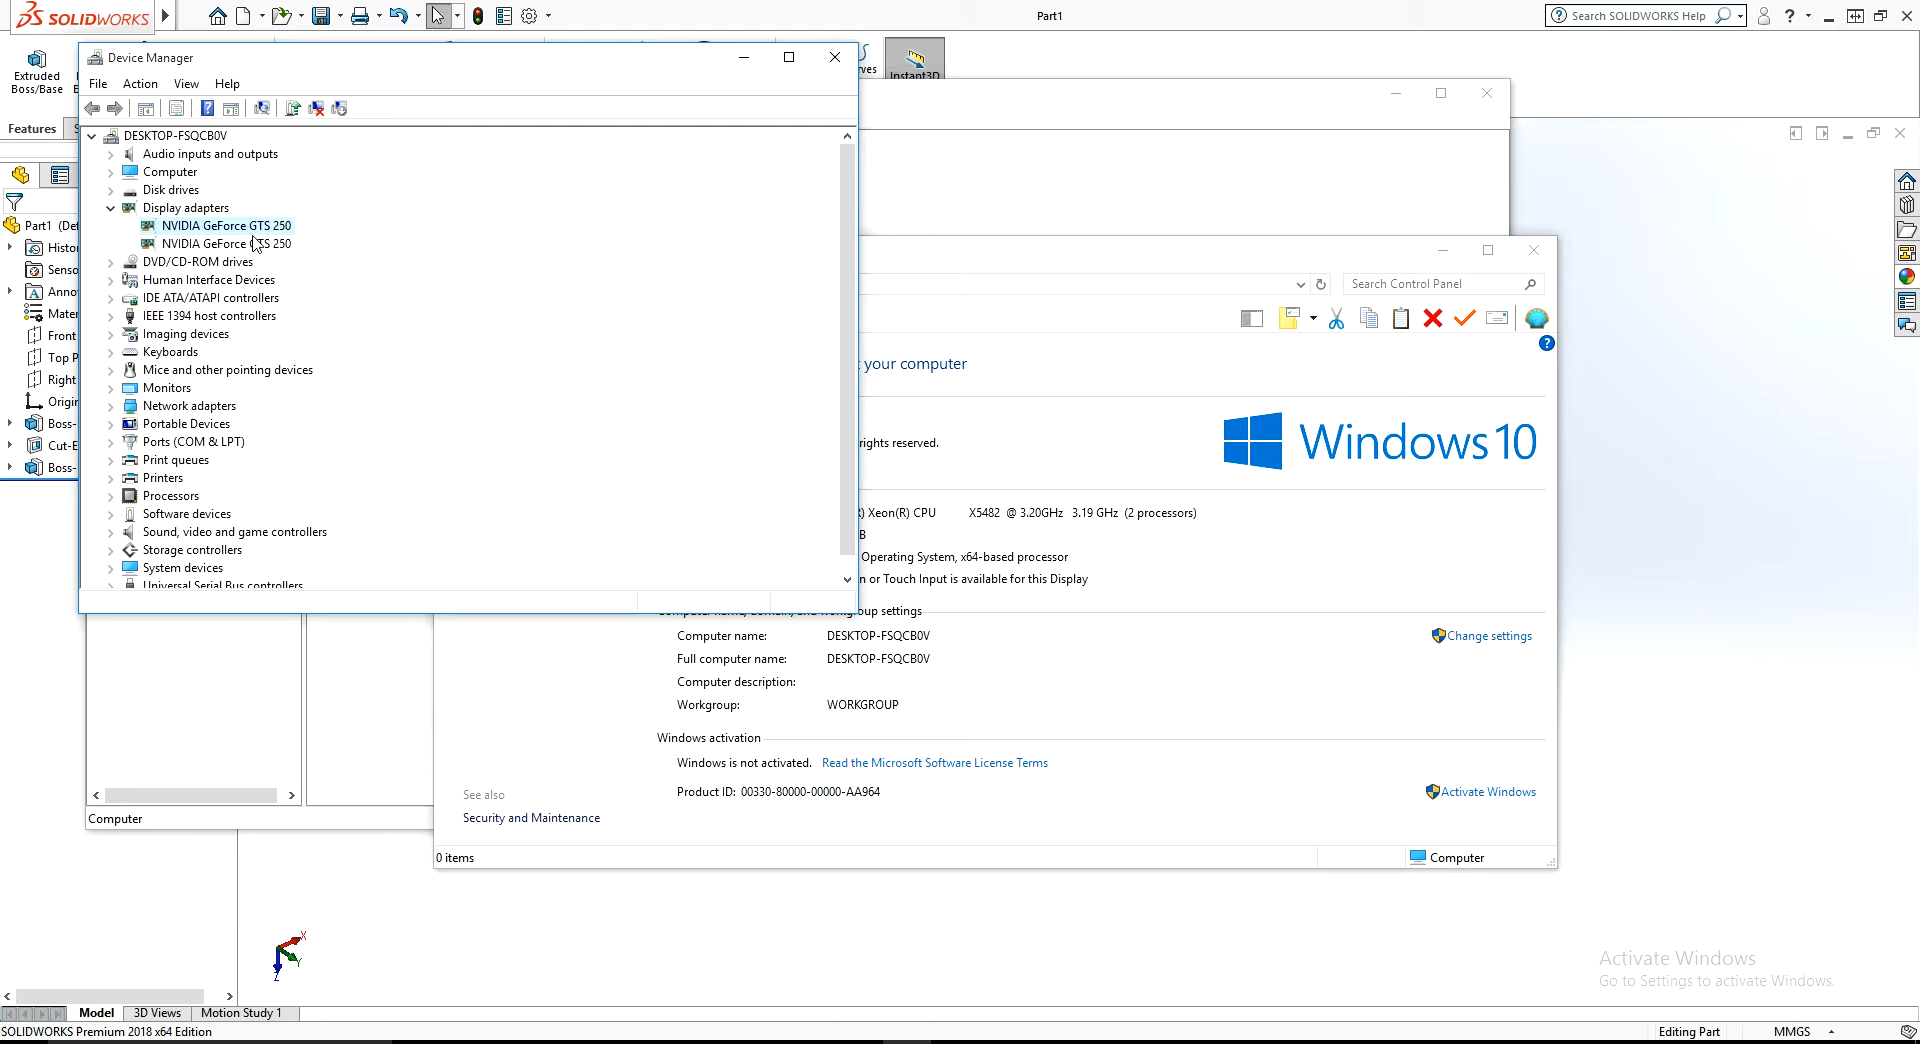 SOLIDWORKS
Part1
Search SOLIDWORKS Help
Extruded
Boss/Base
Instant3D
Features
Device Manager
File Action View Help
DESKTOP-FSQCB0V
Audio inputs and outputs
Computer
Disk drives
Display adapters
NVIDIA GeForce GTS 250
NVIDIA GeForce GTS 250
DVD/CD-ROM drives
Human Interface Devices
IDE ATA/ATAPI controllers
IEEE 1394 host controllers
Imaging devices
Keyboards
Mice and other pointing devices
Monitors
Network adapters
Portable Devices
Ports (COM & LPT)
Print queues
Printers
Processors
Software devices
Sound, video and game controllers
Storage controllers
System devices
Universal Serial Bus controllers
Part1 (De
Histo
Senso
Anno
Mater
Front
Top P
Right
Origi
Boss-
Cut-E
Boss-
Search Control Panel
your computer
rights reserved.
Windows 10
Xeon(R) CPU X5482 @ 3.20GHz 3.19 GHz (2 processors)
B
Operating System, x64-based processor
n or Touch Input is available for this Display
up settings
Computer name: DESKTOP-FSQCB0V
Change settings
Full computer name: DESKTOP-FSQCB0V
Computer description:
Workgroup: WORKGROUP
Windows activation
Windows is not activated. Read the Microsoft Software License Terms
Product ID: 00330-80000-00000-AA964
Activate Windows
See also
Security and Maintenance
Computer
0 items
Computer
Activate Windows
Go to Settings to activate Windows.
X
Y
Z
Model 3D Views Motion Study 1
SOLIDWORKS Premium 2018 x64 Edition
Editing Part
MMGS